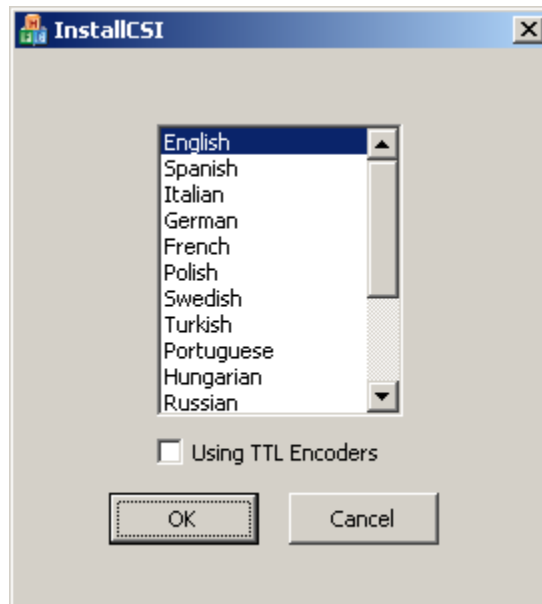 InstallCSI
English
Spanish
Italian
German
French
Polish
Swedish
Turkish
Portuguese
Hungarian
Russian
Using TTL Encoders
OK Cancel